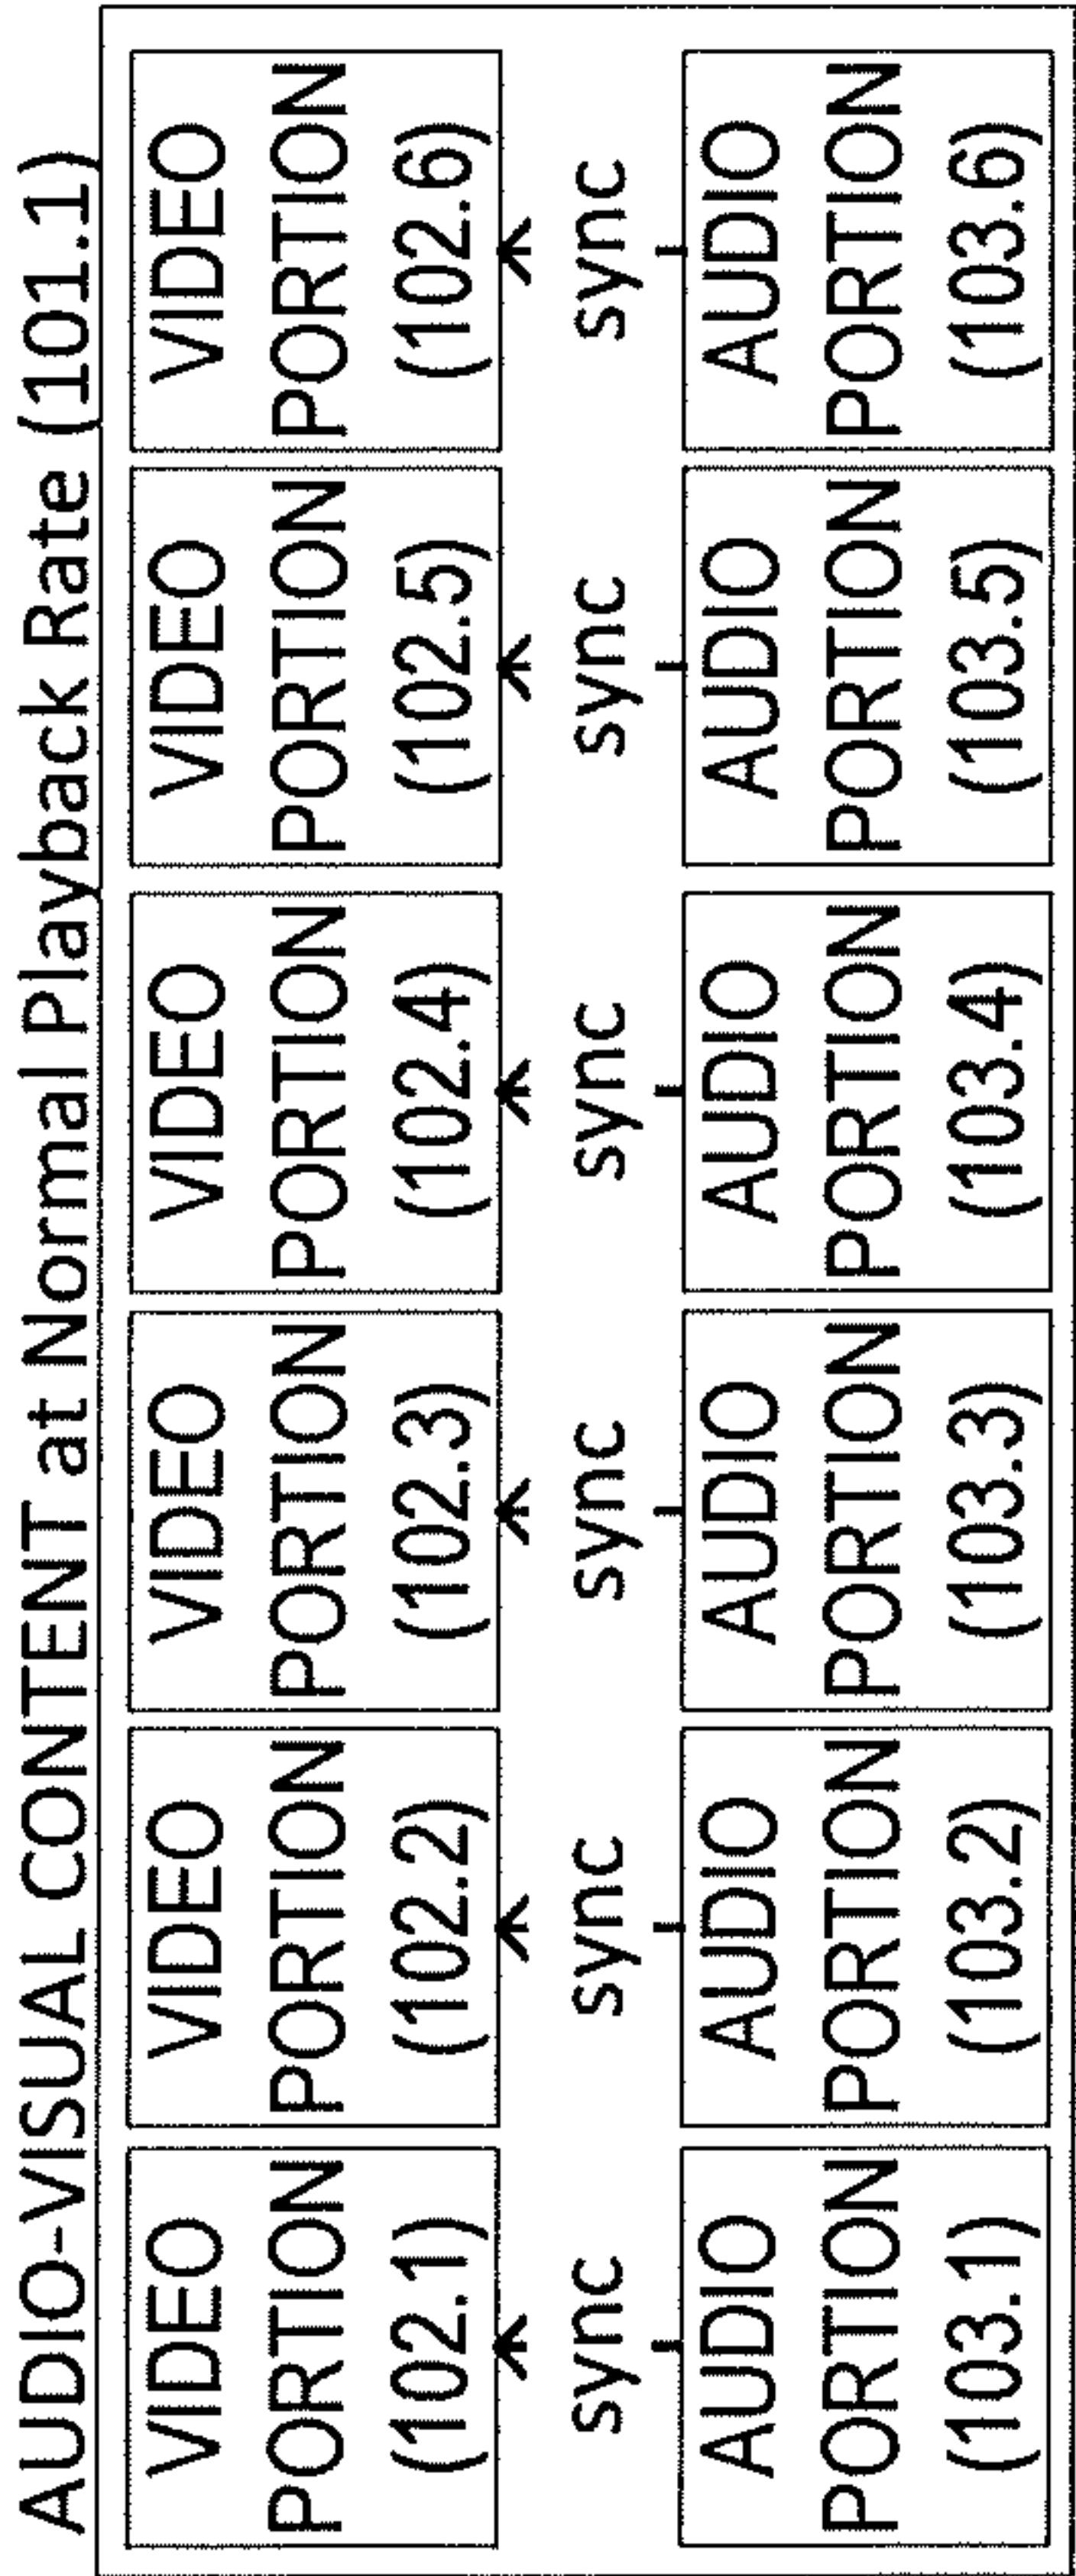 AUDIO-VISUAL CONTENT at Normal Playback Rate (101.1)
VIDEO
PORTION
(102.1)
VIDEO
PORTION
(102.2)
VIDEO
PORTION
(102.3)
VIDEO
PORTION
(102.4)
VIDEO
PORTION
(102.5)
VIDEO
PORTION
(102.6)
sync
sync
sync
sync
sync
sync
AUDIO
PORTION
(103.1)
AUDIO
PORTION
(103.2)
AUDIO
PORTION
(103.3)
AUDIO
PORTION
(103.4)
AUDIO
PORTION
(103.5)
AUDIO
PORTION
(103.6)